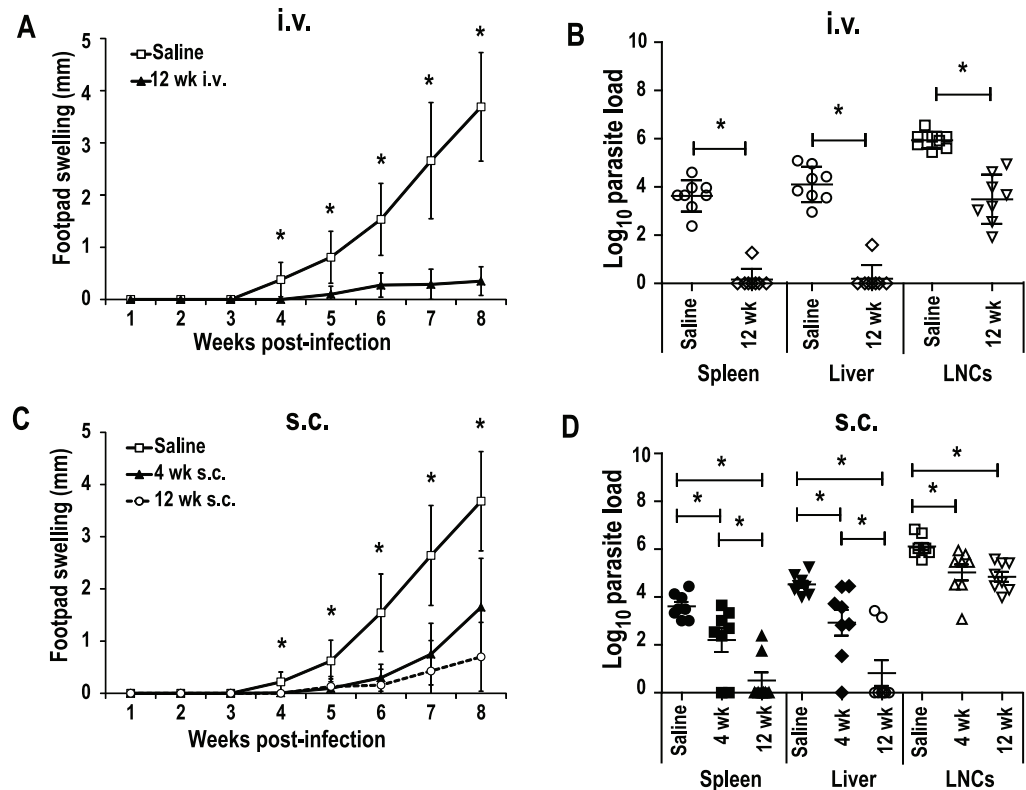 A
i.v.
Footpad swelling (mm)
5
4
3
2
1
0
Saline
12 wk i.v.
* * * * *
1 2 3 4 5 6 7 8
Weeks post-infection
B
i.v.
Log10 parasite load
10
8
6
4
2
0
* * *
Saline 12 wk Saline 12 wk Saline 12 wk
Spleen Liver LNCs
C
s.c.
Footpad swelling (mm)
5
4
3
2
1
0
Saline
4 wk s.c.
12 wk s.c.
* * * * *
1 2 3 4 5 6 7 8
Weeks post-infection
D
s.c.
Log10 parasite load
10
8
6
4
2
0
* * *
* * *
* *
Saline 4 wk 12 wk Saline 4 wk 12 wk Saline 4 wk 12 wk
Spleen Liver LNCs